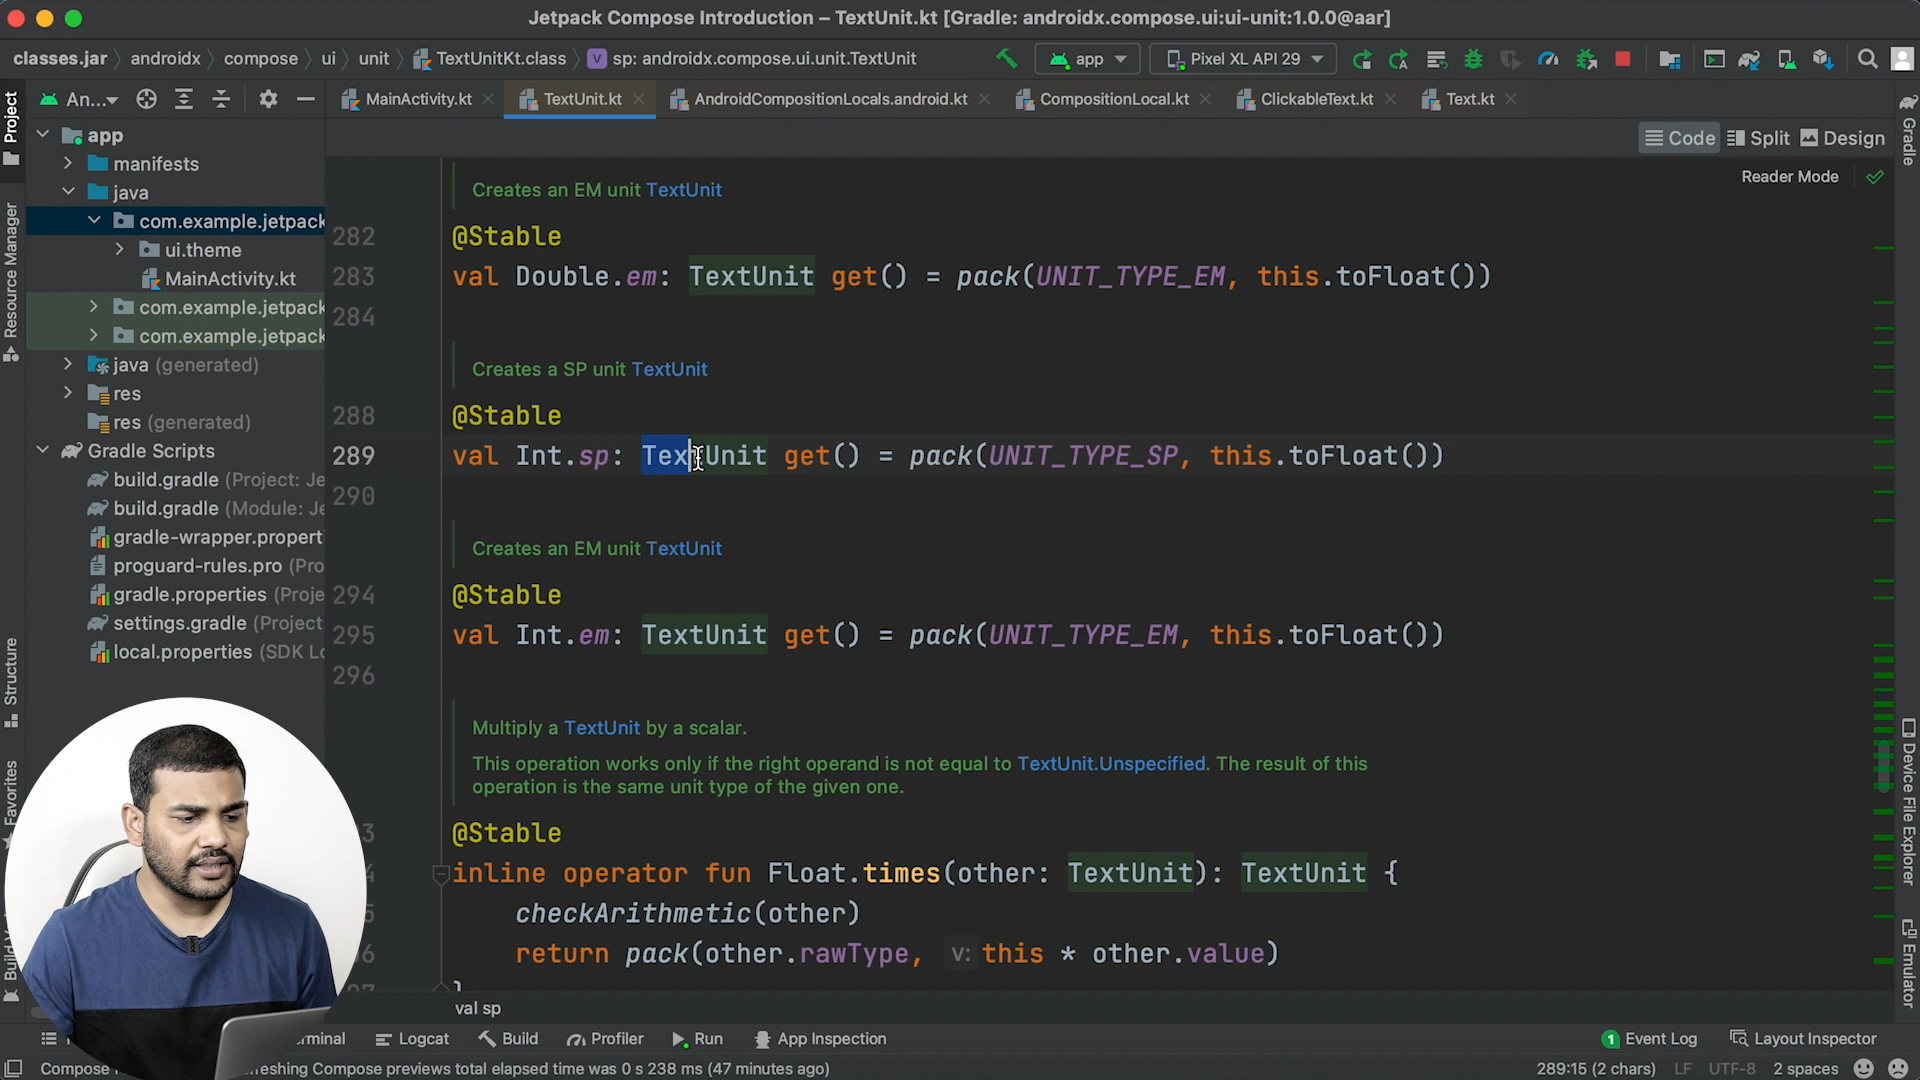 Jetpack Compose Introduction – TextUnit.kt [Gradle: androidx.compose.ui:ui-unit:1.0.0@aar]
classes.jar androidx compose ui unit TextUnitKt.class sp: androidx.compose.ui.unit.TextUnit app Pixel XL API 29
An... MainActivity.kt TextUnit.kt AndroidCompositionLocals.android.kt CompositionLocal.kt ClickableText.kt Text.kt
Code Split Design
Reader Mode
Project
Resource Manager
Structure
Favorites
app
manifests
java
com.example.jetpack
ui.theme
MainActivity.kt
com.example.jetpack
com.example.jetpack
java (generated)
res
res (generated)
Gradle Scripts
build.gradle (Project: Je
build.gradle (Module: Je
gradle-wrapper.properti
proguard-rules.pro (Pro
gradle.properties (Proje
settings.gradle (Project
local.properties (SDK Lo
Creates an EM unit TextUnit
282 @Stable
283 val Double.em: TextUnit get() = pack(UNIT_TYPE_EM, this.toFloat())
284
Creates a SP unit TextUnit
288 @Stable
289 val Int.sp: TextUnit get() = pack(UNIT_TYPE_SP, this.toFloat())
290
Creates an EM unit TextUnit
294 @Stable
295 val Int.em: TextUnit get() = pack(UNIT_TYPE_EM, this.toFloat())
296
Multiply a TextUnit by a scalar.
This operation works only if the right operand is not equal to TextUnit.Unspecified. The result of this
operation is the same unit type of the given one.
@Stable
inline operator fun Float.times(other: TextUnit): TextUnit {
checkArithmetic(other)
return pack(other.rawType, v: this * other.value)
}
val sp
Gradle
Device File Explorer
Emulator
rminal Logcat Build Profiler Run App Inspection 1 Event Log Layout Inspector
Compose freshing Compose previews total elapsed time was 0 s 238 ms (47 minutes ago) 289:15 (2 chars) LF UTF-8 2 spaces